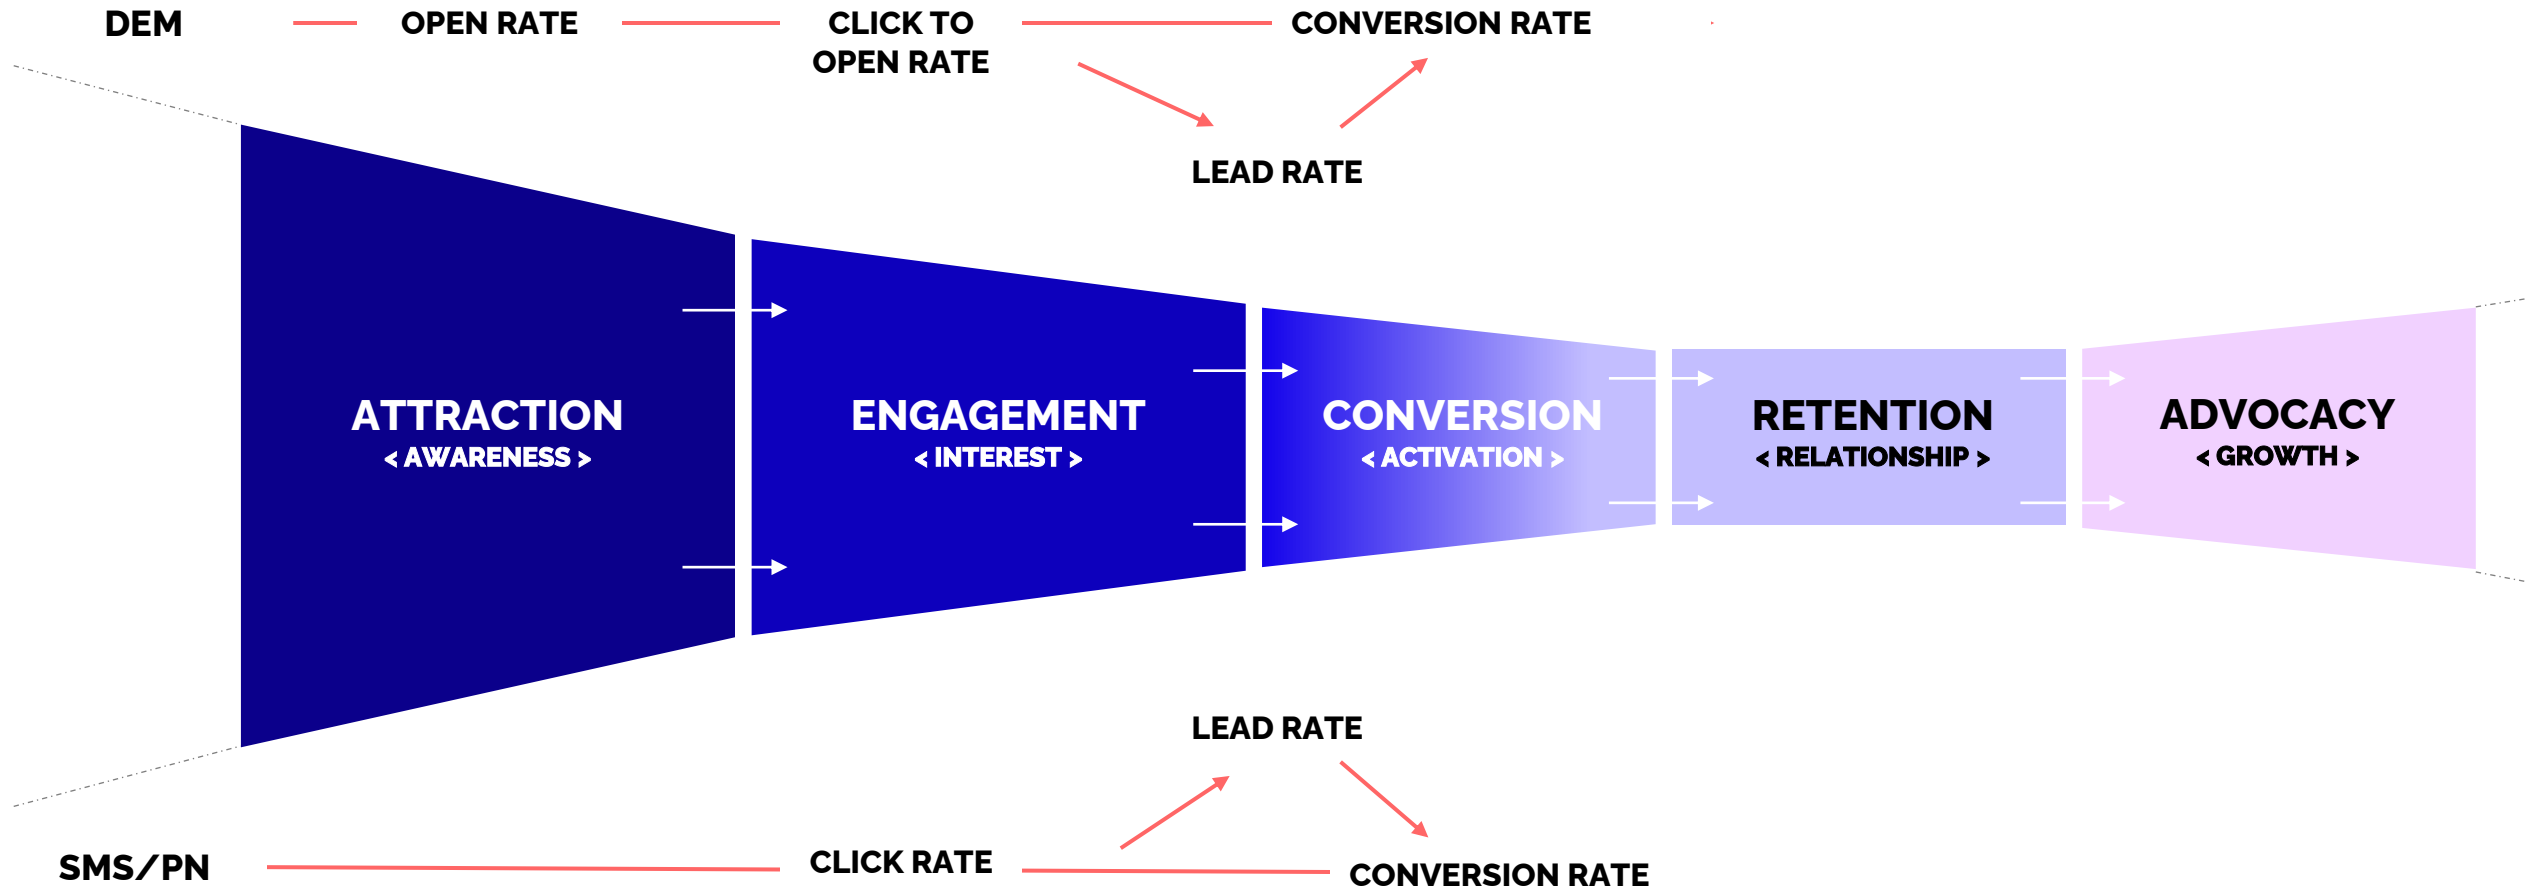 DEM
OPEN RATE
CLICK TO
OPEN RATE
CONVERSION RATE
LEAD RATE
ATTRACTION
< AWARENESS >
ENGAGEMENT
< INTEREST >
CONVERSION
< ACTIVATION >
RETENTION
< RELATIONSHIP >
ADVOCACY
< GROWTH >
LEAD RATE
SMS/PN
CLICK RATE
CONVERSION RATE